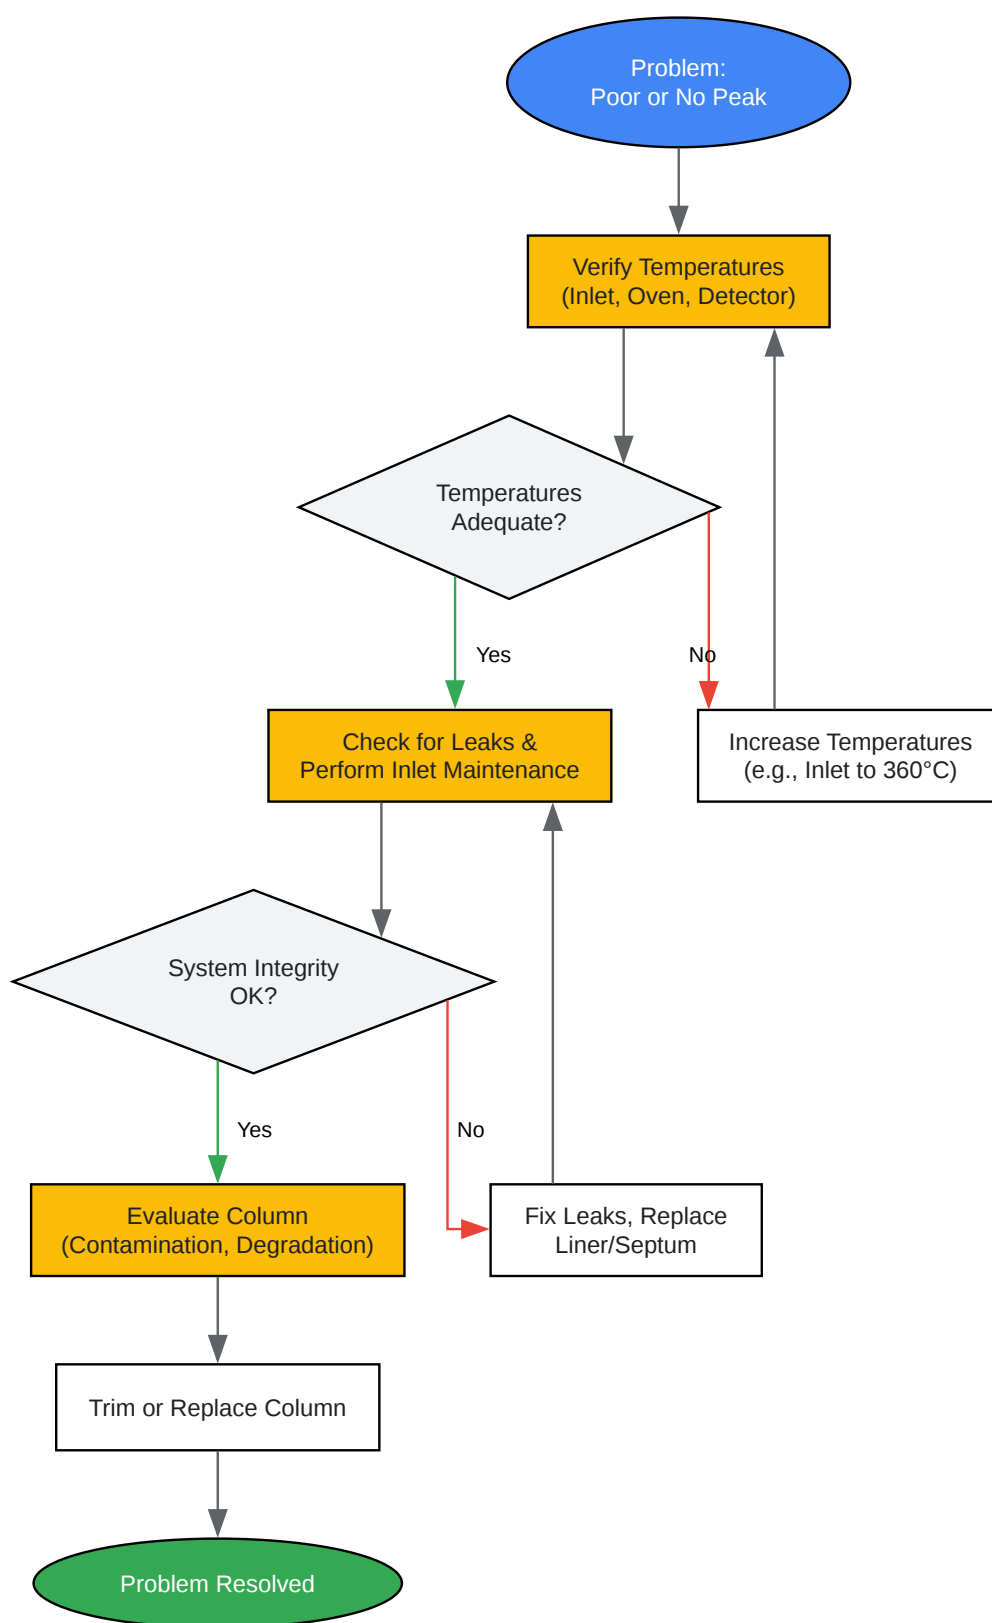 Problem:
Poor or No Peak
Verify Temperatures
(Inlet, Oven, Detector)
Temperatures
Adequate?
Yes
No
Check for Leaks &
Perform Inlet Maintenance
Increase Temperatures
(e.g., Inlet to 360°C)
System Integrity
OK?
Yes
No
Evaluate Column
(Contamination, Degradation)
Fix Leaks, Replace
Liner/Septum
Trim or Replace Column
Problem Resolved